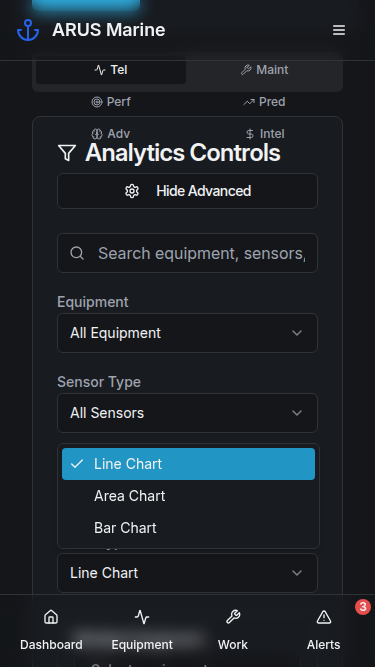 ARUS Marine
Tel
Maint
Perf
Pred
Adv
Intel
Analytics Controls
Hide Advanced
Search equipment, sensors,
Equipment
All Equipment
Sensor Type
All Sensors
Line Chart
Area Chart
Bar Chart
Line Chart
3
Dashboard
Equipment
Work
Alerts